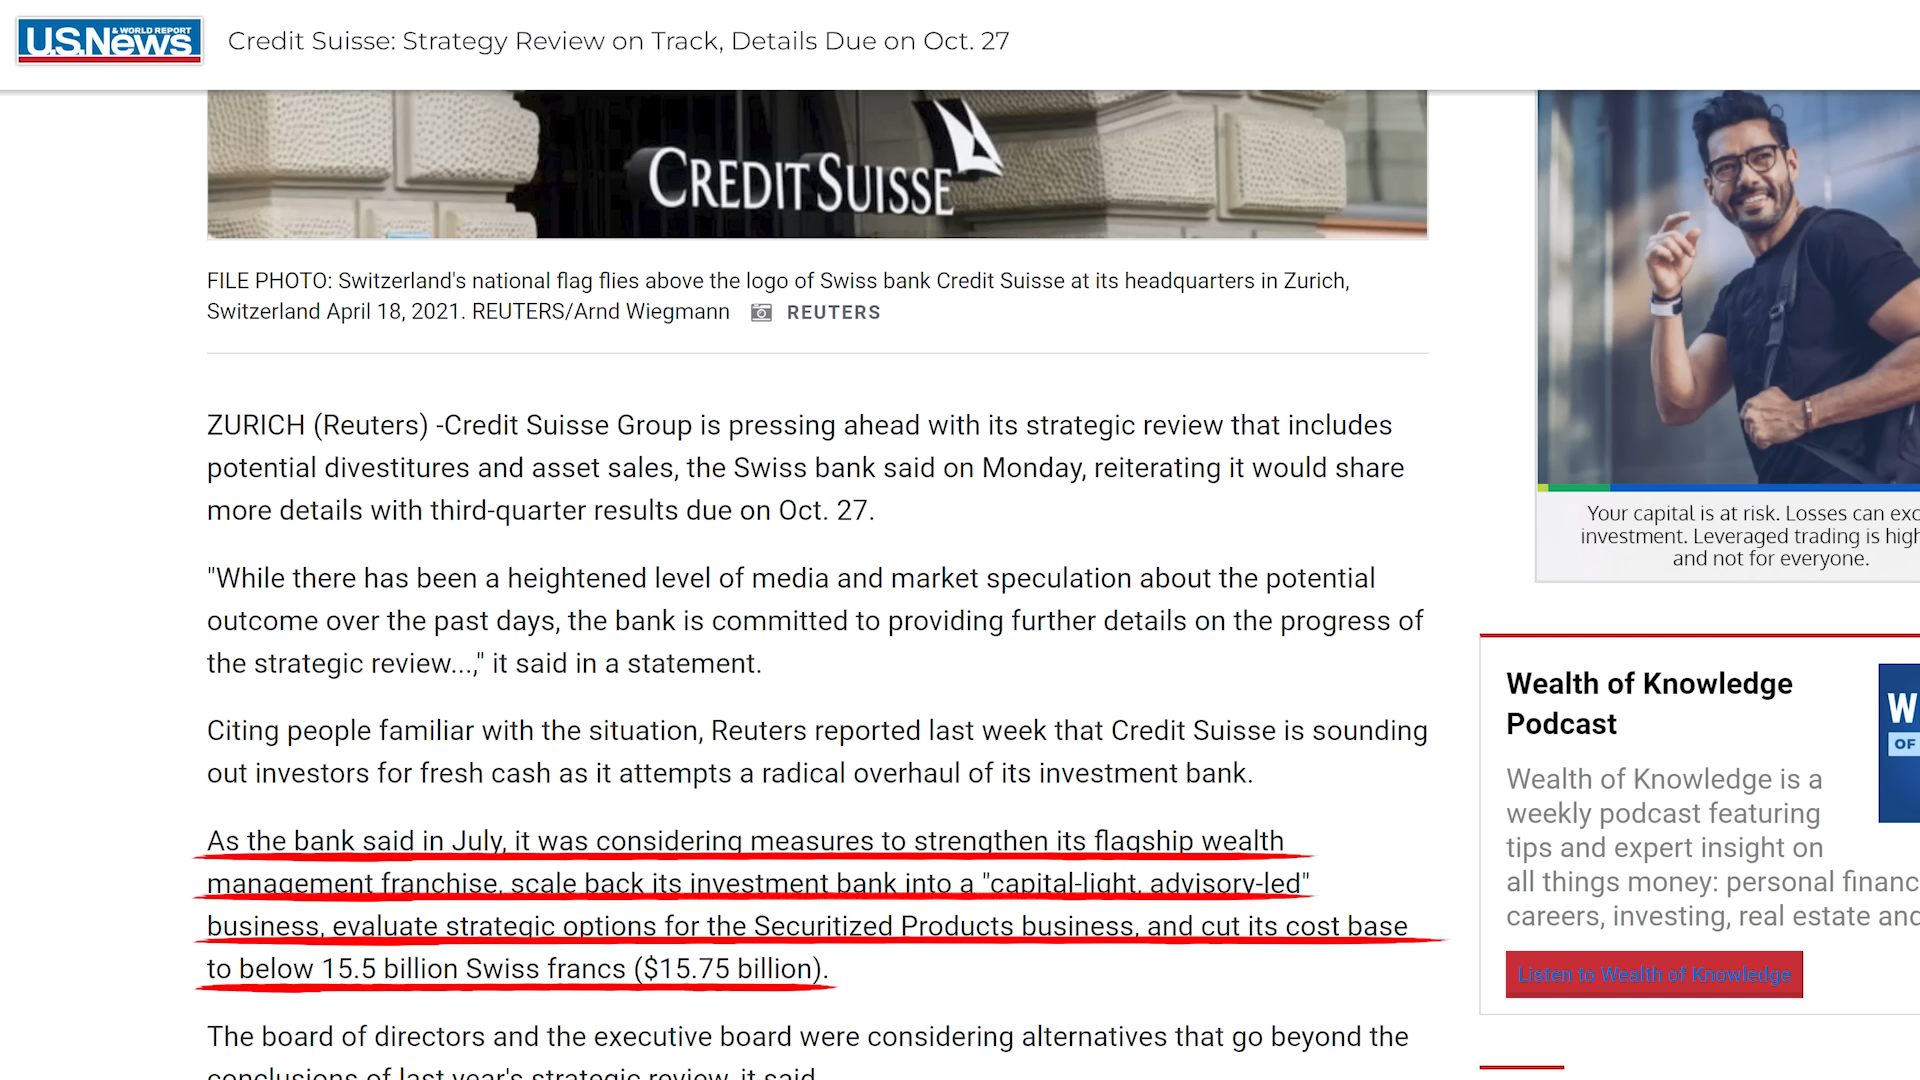 U.S.News
& WORLD REPORT
Credit Suisse: Strategy Review on Track, Details Due on Oct. 27
CREDIT SUISSE
FILE PHOTO: Switzerland's national flag flies above the logo of Swiss bank Credit Suisse at its headquarters in Zurich,
Switzerland April 18, 2021. REUTERS/Arnd Wiegmann REUTERS
ZURICH (Reuters) -Credit Suisse Group is pressing ahead with its strategic review that includes
potential divestitures and asset sales, the Swiss bank said on Monday, reiterating it would share
more details with third-quarter results due on Oct. 27.
"While there has been a heightened level of media and market speculation about the potential
outcome over the past days, the bank is committed to providing further details on the progress of
the strategic review...," it said in a statement.
Citing people familiar with the situation, Reuters reported last week that Credit Suisse is sounding
out investors for fresh cash as it attempts a radical overhaul of its investment bank.
As the bank said in July, it was considering measures to strengthen its flagship wealth
management franchise, scale back its investment bank into a "capital-light, advisory-led"
business, evaluate strategic options for the Securitized Products business, and cut its cost base
to below 15.5 billion Swiss francs ($15.75 billion).
The board of directors and the executive board were considering alternatives that go beyond the
conclusions of last year's strategic review, it said
Your capital is at risk. Losses can exc
investment. Leveraged trading is high
and not for everyone.
Wealth of Knowledge
Podcast
W
OF
Wealth of Knowledge is a
weekly podcast featuring
tips and expert insight on
all things money: personal financ
careers, investing, real estate and
Listen to Wealth of Knowledge